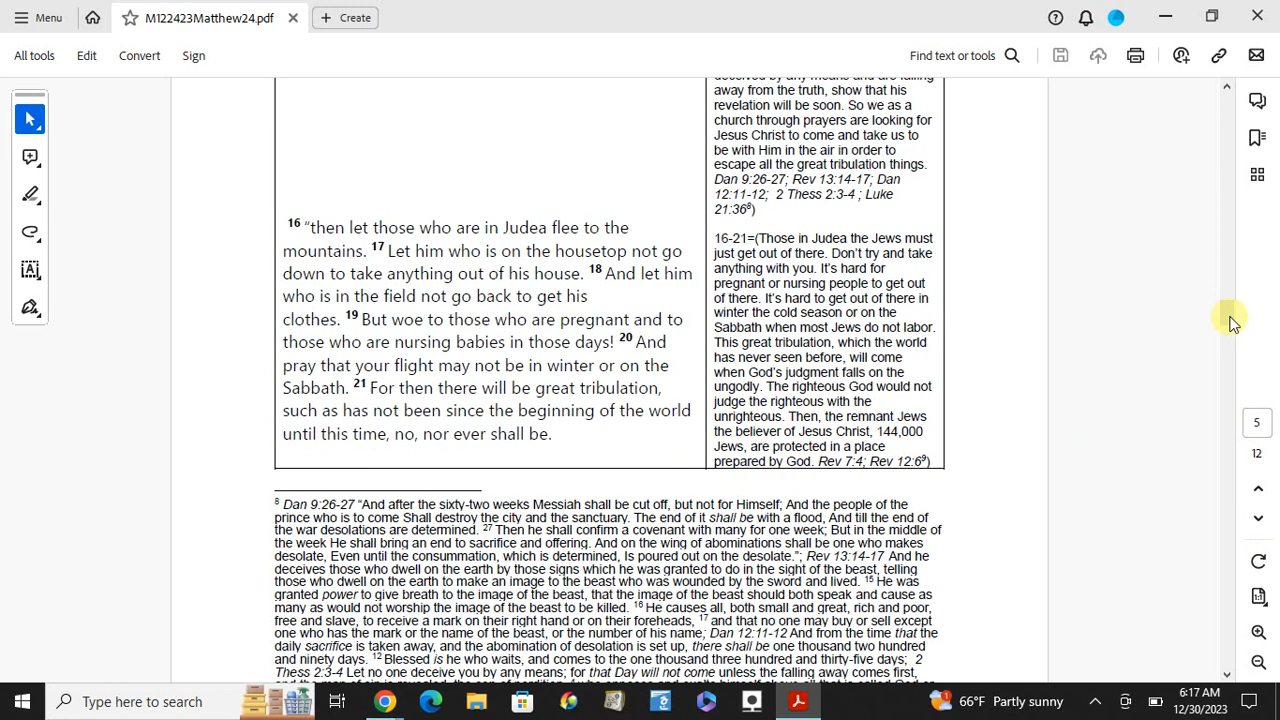 Menu
M122423Matthew24.pdf
Create
All tools
Edit
Convert
Sign
Find text or tools
away from the truth, show that his
revelation will be soon. So we as a
church through prayers are looking for
Jesus Christ to come and take us to
be with Him in the air in order to
escape all the great tribulation things.
Dan 9:26-27; Rev 13:14-17; Dan
12:11-12; 2 Thess 2:3-4 ; Luke
21:36⁸)
16 “then let those who are in Judea flee to the
mountains. 17 Let him who is on the housetop not go
down to take anything out of his house. 18 And let him
who is in the field not go back to get his
clothes. 19 But woe to those who are pregnant and to
those who are nursing babies in those days! 20 And
pray that your flight may not be in winter or on the
Sabbath. 21 For then there will be great tribulation,
such as has not been since the beginning of the world
until this time, no, nor ever shall be.
16-21=(Those in Judea the Jews must
just get out of there. Don’t try and take
anything with you. It’s hard for
pregnant or nursing people to get out
of there. It’s hard to get out of there in
winter the cold season or on the
Sabbath when most Jews do not labor.
This great tribulation, which the world
has never seen before, will come
when God’s judgment falls on the
ungodly. The righteous God would not
judge the righteous with the
unrighteous. Then, the remnant Jews
the believer of Jesus Christ, 144,000
Jews, are protected in a place
prepared by God. Rev 7:4; Rev 12:6⁹)
8 Dan 9:26-27 “And after the sixty-two weeks Messiah shall be cut off, but not for Himself; And the people of the
prince who is to come Shall destroy the city and the sanctuary. The end of it shall be with a flood, And till the end of
the war desolations are determined. 27 Then he shall confirm a covenant with many for one week; But in the middle of
the week He shall bring an end to sacrifice and offering. And on the wing of abominations shall be one who makes
desolate, Even until the consummation, which is determined, Is poured out on the desolate.”; Rev 13:14-17 And he
deceives those who dwell on the earth by those signs which he was granted to do in the sight of the beast, telling
those who dwell on the earth to make an image to the beast who was wounded by the sword and lived. 15 He was
granted power to give breath to the image of the beast, that the image of the beast should both speak and cause as
many as would not worship the image of the beast to be killed. 16 He causes all, both small and great, rich and poor,
free and slave, to receive a mark on their right hand or on their foreheads, 17 and that no one may buy or sell except
one who has the mark or the name of the beast, or the number of his name; Dan 12:11-12 And from the time that the
daily sacrifice is taken away, and the abomination of desolation is set up, there shall be one thousand two hundred
and ninety days. 12 Blessed is he who waits, and comes to the one thousand three hundred and thirty-five days; 2
Thess 2:3-4 Let no one deceive you by any means; for that Day will not come unless the falling away comes first,
5
12
Type here to search
66°F Partly sunny
6:17 AM
12/30/2023